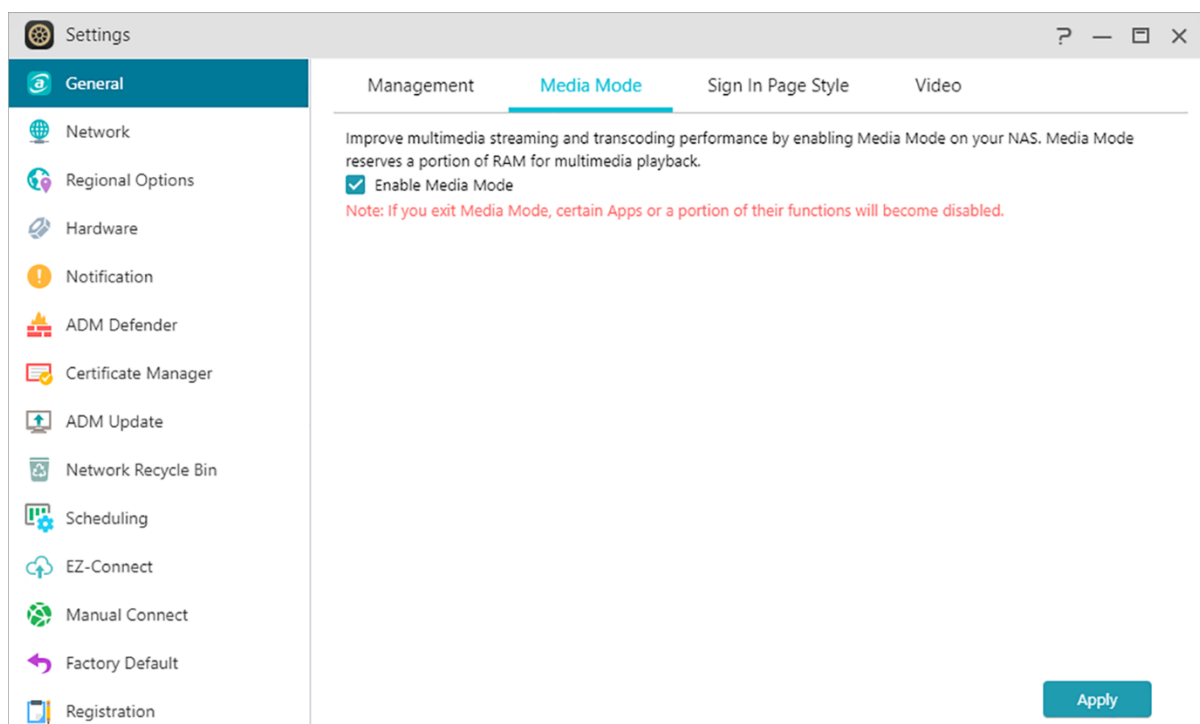 Settings
General
Network
Regional Options
Hardware
Notification
ADM Defender
Certificate Manager
ADM Update
Network Recycle Bin
Scheduling
EZ-Connect
Manual Connect
Factory Default
Registration
Management
Media Mode
Sign In Page Style
Video
Improve multimedia streaming and transcoding performance by enabling Media Mode on your NAS. Media Mode
reserves a portion of RAM for multimedia playback.
Enable Media Mode
Note: If you exit Media Mode, certain Apps or a portion of their functions will become disabled.
Apply